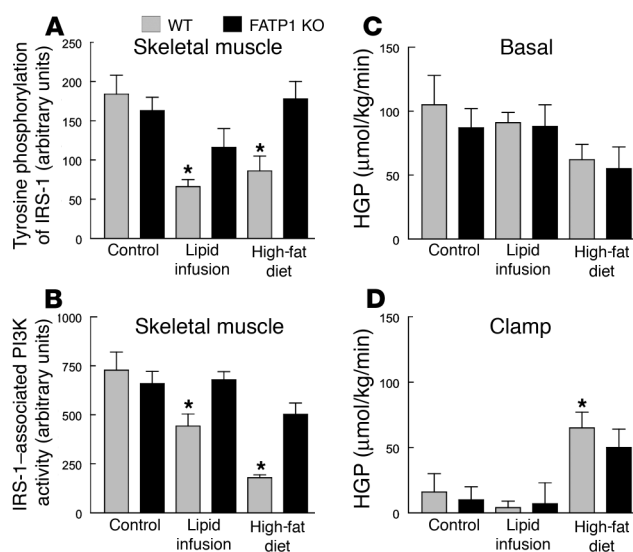 A
WT
FATP1 KO
Skeletal muscle
Tyrosine phosphorylation
of IRS-1 (arbitrary units)
250
200
150
100
50
0
*
*
Control
Lipid
infusion
High-fat
diet
C
Basal
HGP (μmol/kg/min)
150
100
50
0
Control
Lipid
infusion
High-fat
diet
B
Skeletal muscle
IRS-1–associated PI3K
activity (arbitrary units)
1000
750
500
250
0
*
*
Control
Lipid
infusion
High-fat
diet
D
Clamp
HGP (μmol/kg/min)
150
100
50
0
*
Control
Lipid
infusion
High-fat
diet